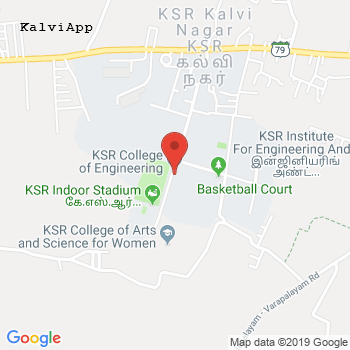 KalviApp
KSR Kalvi
Nagar
KSR
கல்வி
நகர்
79
KSR College
of Engineering
KSR Institute
For Engineering And
இன்ஜினியரிங்
அண்ட்...
KSR Indoor Stadium
கே.எஸ்.ஆர்
...
Basketball Court
KSR College of Arts
and Science for Women
alayam - Varapalayam Rd
Google
Map data ©2019 Google